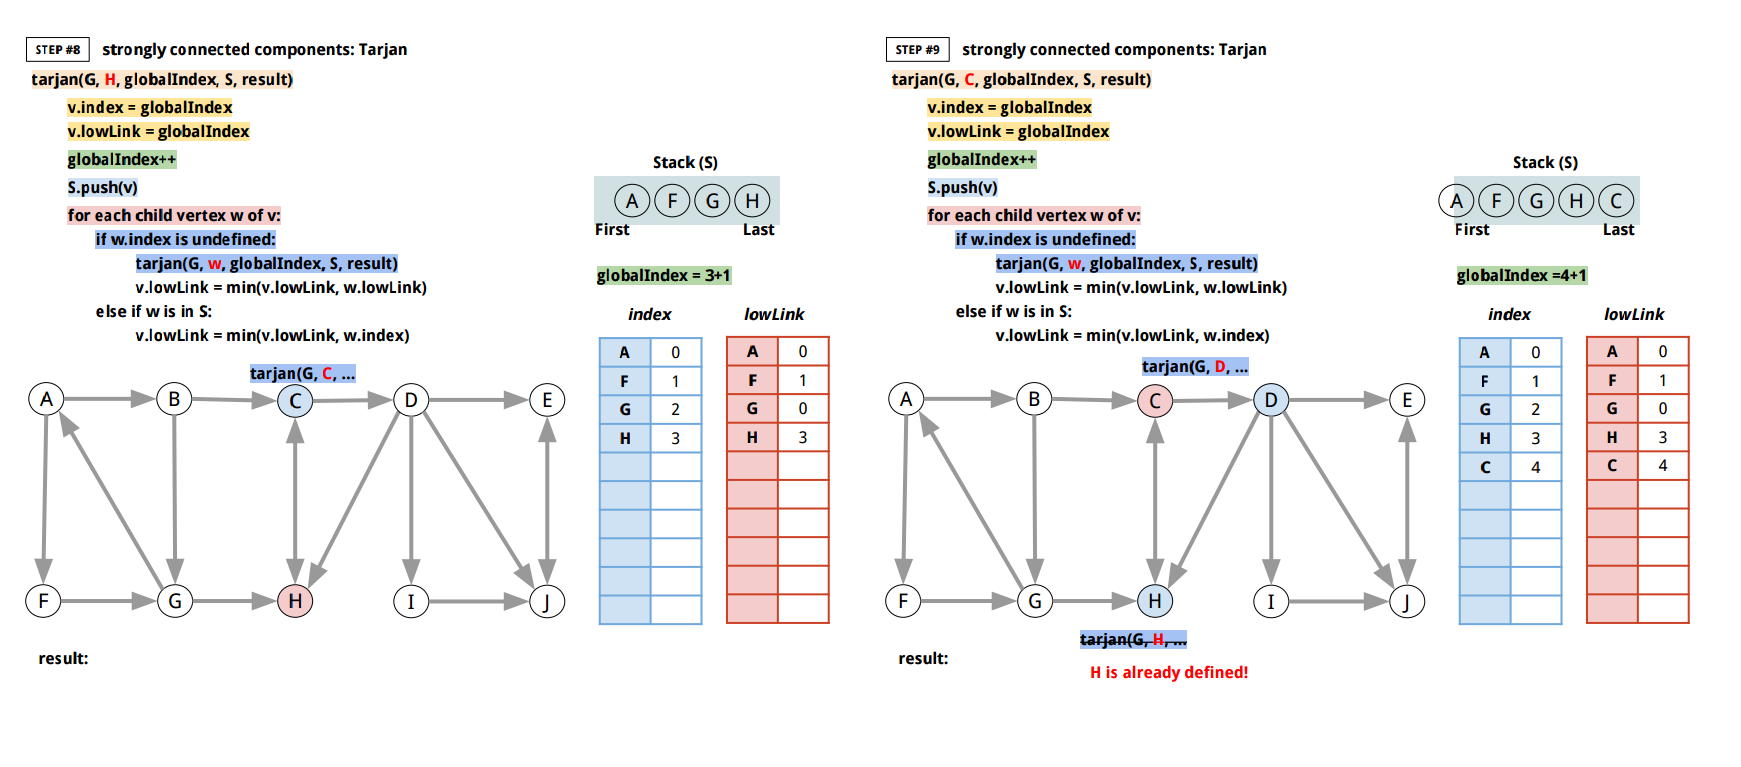 STEP #8 strongly connected components: Tarjan
tarjan(G, H, globalIndex, S, result)
v.index = globalIndex
v.lowLink = globalIndex
globalIndex++
S.push(v)
for each child vertex w of v:
if w.index is undefined:
tarjan(G, w, globalIndex, S, result)
v.lowLink = min(v.lowLink, w.lowLink)
else if w is in S:
v.lowLink = min(v.lowLink, w.index)
Stack (S)
A F G H
First Last
globalIndex = 3+1
index lowLink
A 0 A 0
F 1 F 1
G 2 G 0
H 3 H 3
tarjan(G, C, ...
A B C D E
F G H I J
result:
STEP #9 strongly connected components: Tarjan
tarjan(G, C, globalIndex, S, result)
v.index = globalIndex
v.lowLink = globalIndex
globalIndex++
S.push(v)
for each child vertex w of v:
if w.index is undefined:
tarjan(G, w, globalIndex, S, result)
v.lowLink = min(v.lowLink, w.lowLink)
else if w is in S:
v.lowLink = min(v.lowLink, w.index)
Stack (S)
A F G H C
First Last
globalIndex =4+1
index lowLink
A 0 A 0
F 1 F 1
G 2 G 0
H 3 H 3
C 4 C 4
tarjan(G, D, ...
A B C D E
F G H I J
tarjan(G, H, ...
result:
H is already defined!